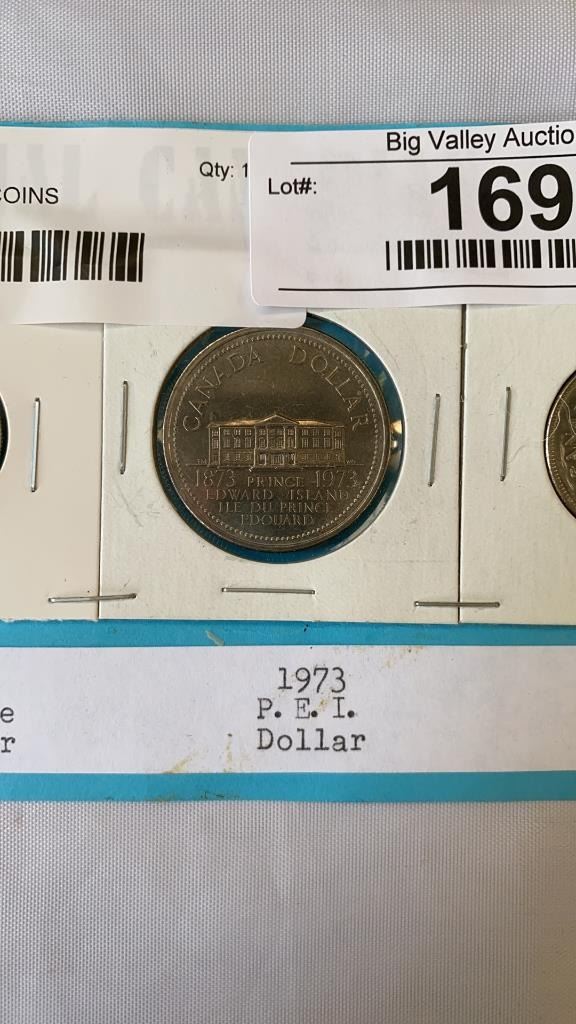 Qty: 1
COINS
Big Valley Auctio
Lot#:
169
CANADA DOLLAR
1873 PRINCE 1973
EDWARD ISLAND
ILE DU PRINCE
EDOUARD
1973
P. E. I.
Dollar
e
r